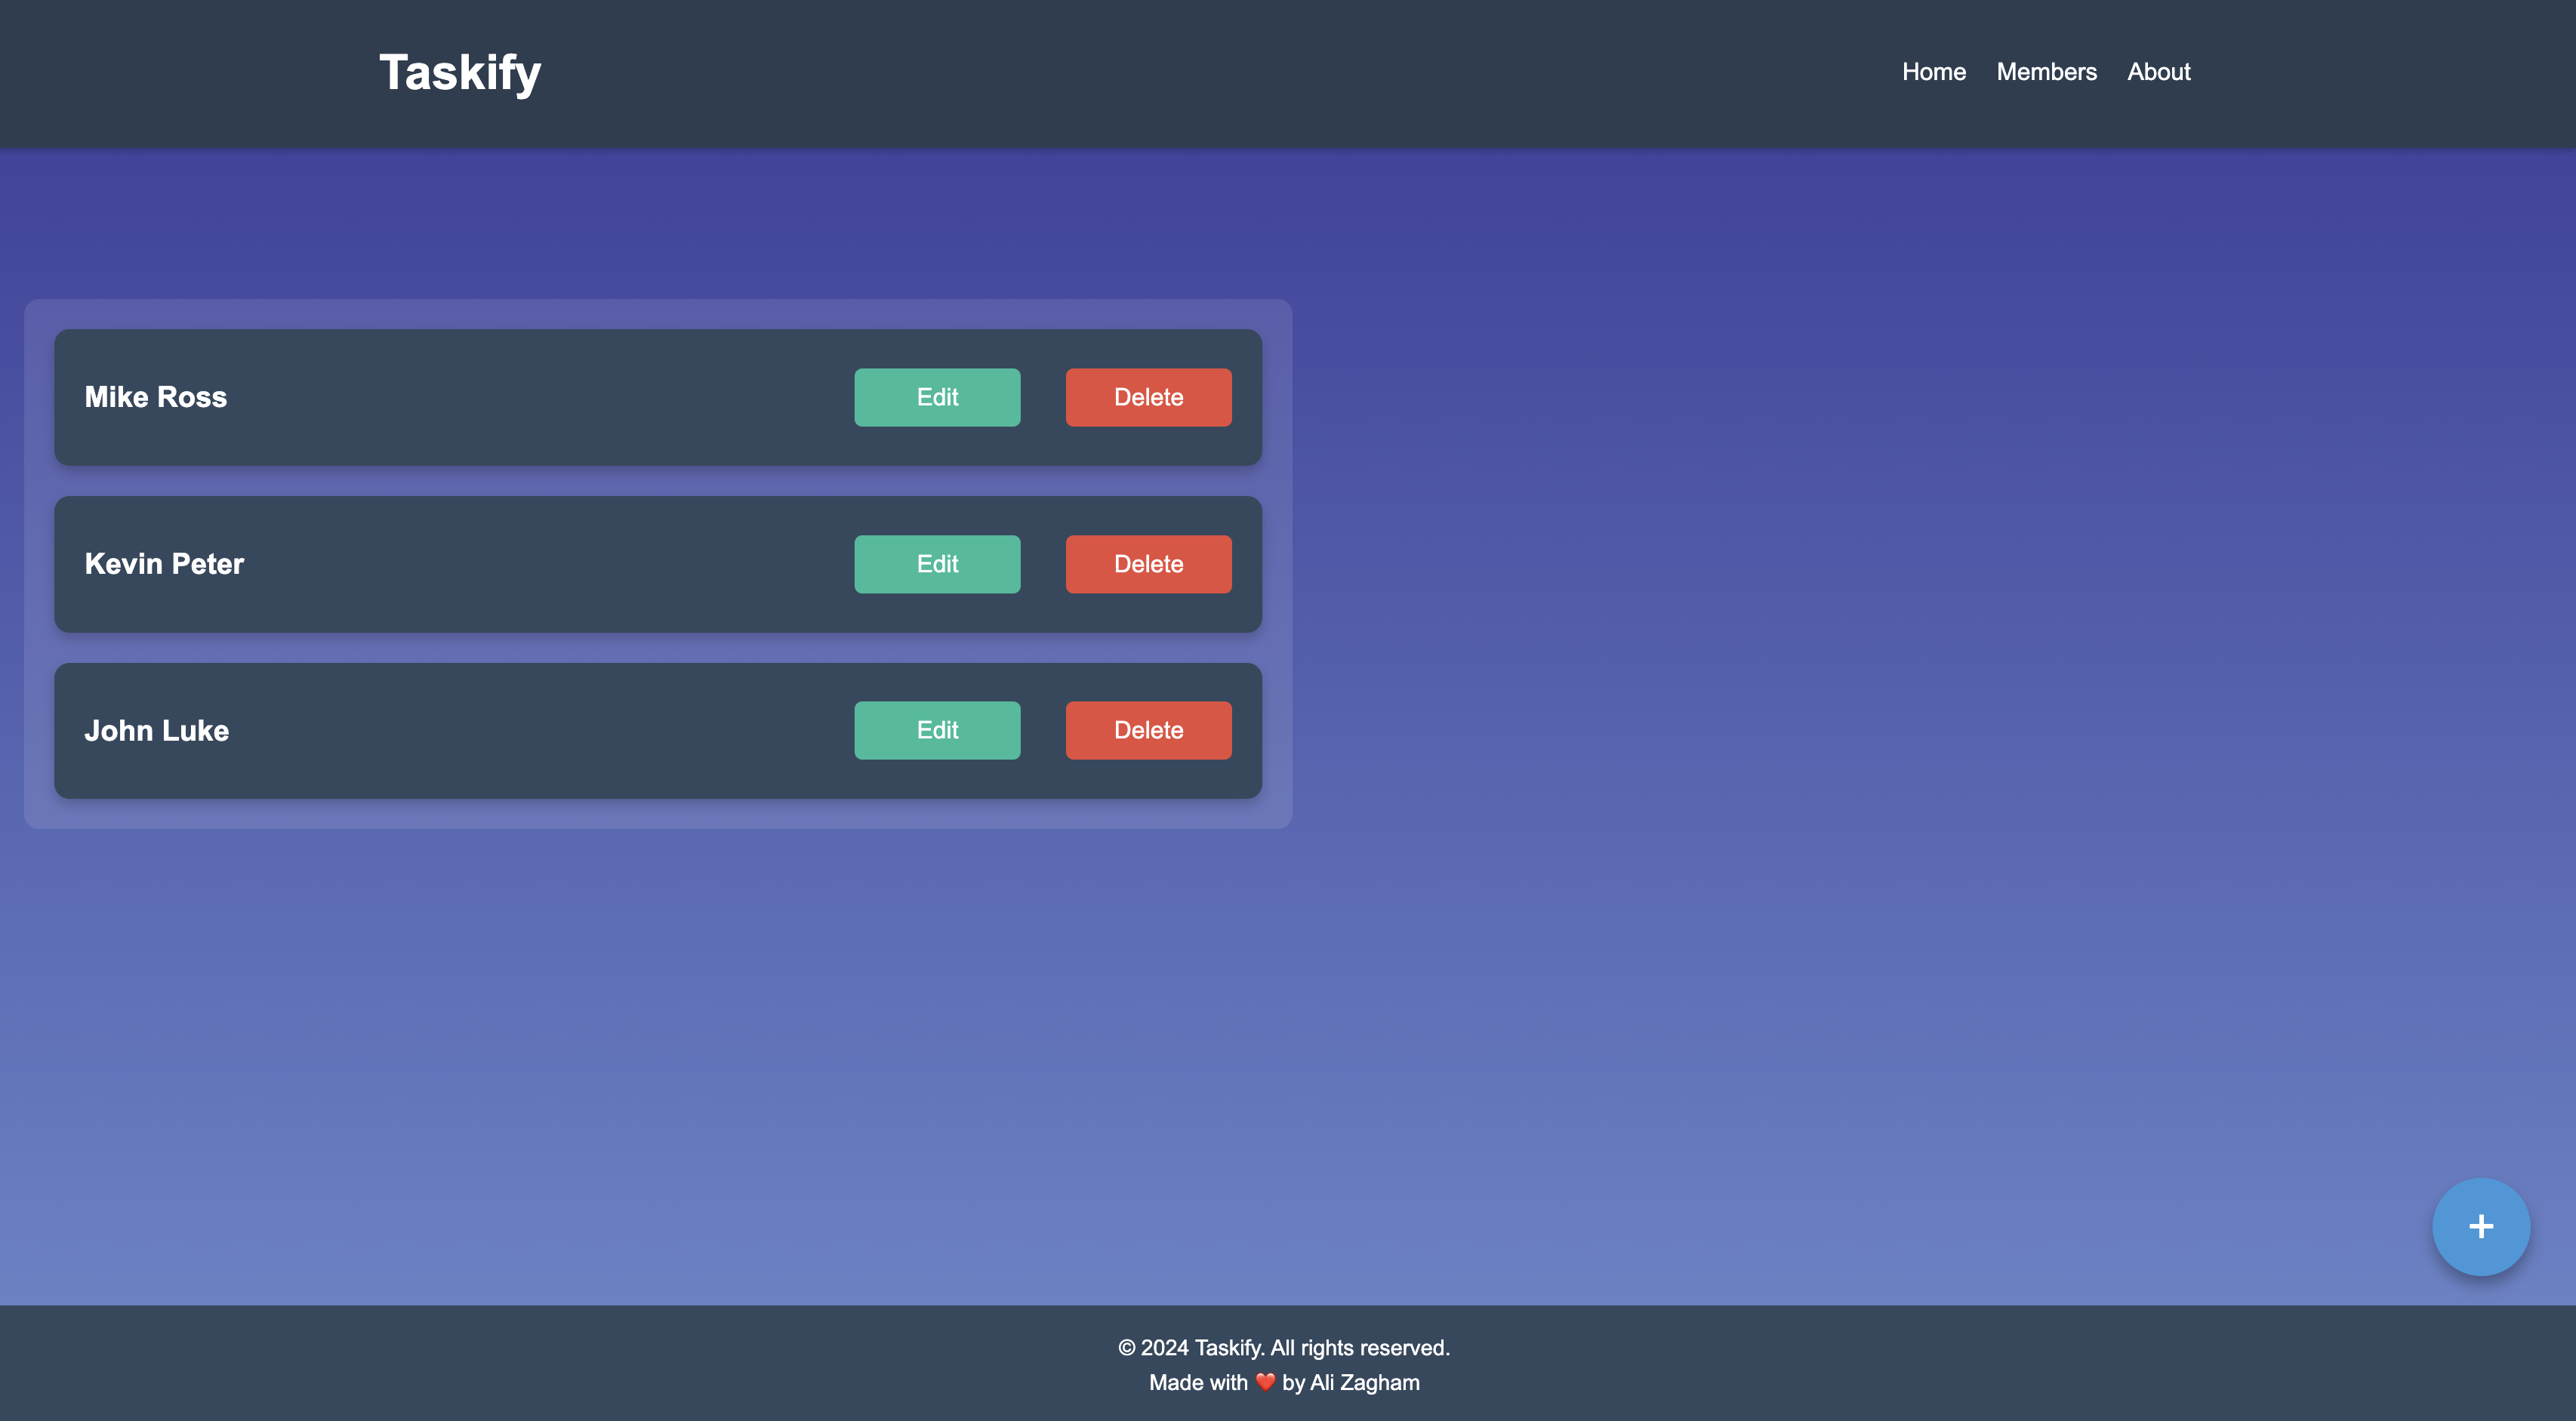 Taskify
Home Members About
Mike Ross Edit Delete
Kevin Peter Edit Delete
John Luke Edit Delete
+
© 2024 Taskify. All rights reserved.
Made with ❤️ by Ali Zagham